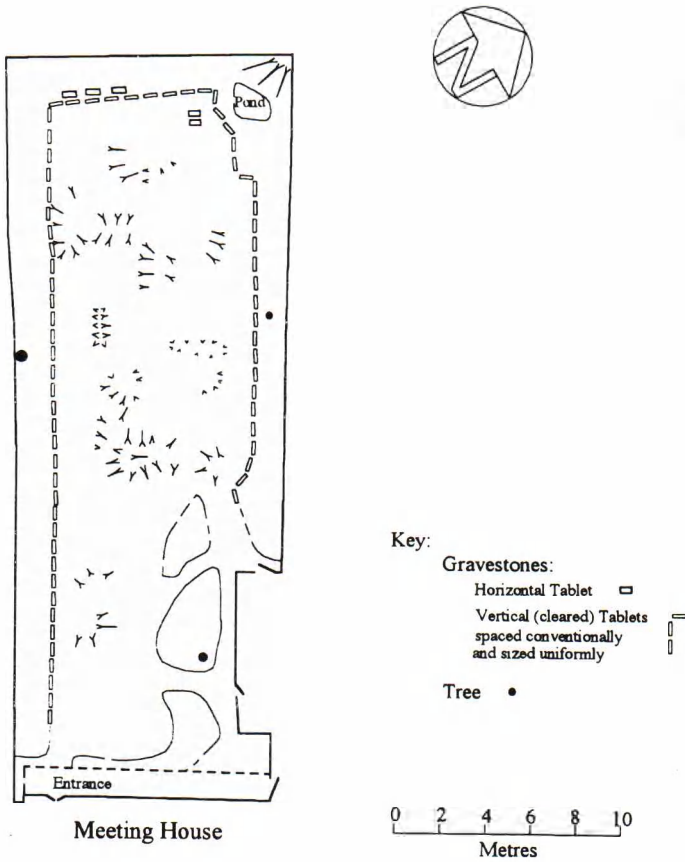 N
Pond
Entrance
Meeting House
Key:
Gravestones:
Horizontal Tablet
Vertical (cleared) Tablets
spaced conventionally
and sized uniformly
Tree
0 2 4 6 8 10
Metres